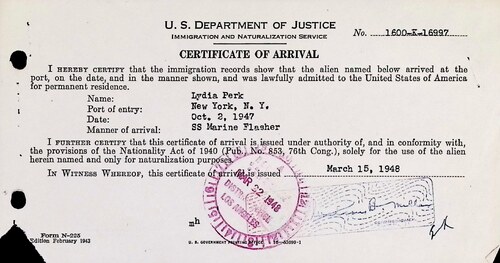 U. S. DEPARTMENT OF JUSTICE
IMMIGRATION AND NATURALIZATION SERVICE
No. 1600-K-16997
CERTIFICATE OF ARRIVAL
I HEREBY CERTIFY that the immigration records show that the alien named below arrived at the
port, on the date, and in the manner shown, and was lawfully admitted to the United States of America
for permanent residence.
Name: Lydia Perk
Port of entry: New York, N. Y.
Date: Oct. 2, 1947
Manner of arrival: SS Marine Flasher
I FURTHER CERTIFY that this certificate of arrival is issued under authority of, and in conformity with,
the provisions of the Nationality Act of 1940 (Pub. No. 853, 76th Cong.), solely for the use of the alien
herein named and only for naturalization purposes.
IN WITNESS WHEREOF, this certificate of arrival is issued March 15, 1948
MAR 22 1948
LOS ANGELES
mh
Form N-225
Edition February 1942
U. S. GOVERNMENT PRINTING OFFICE